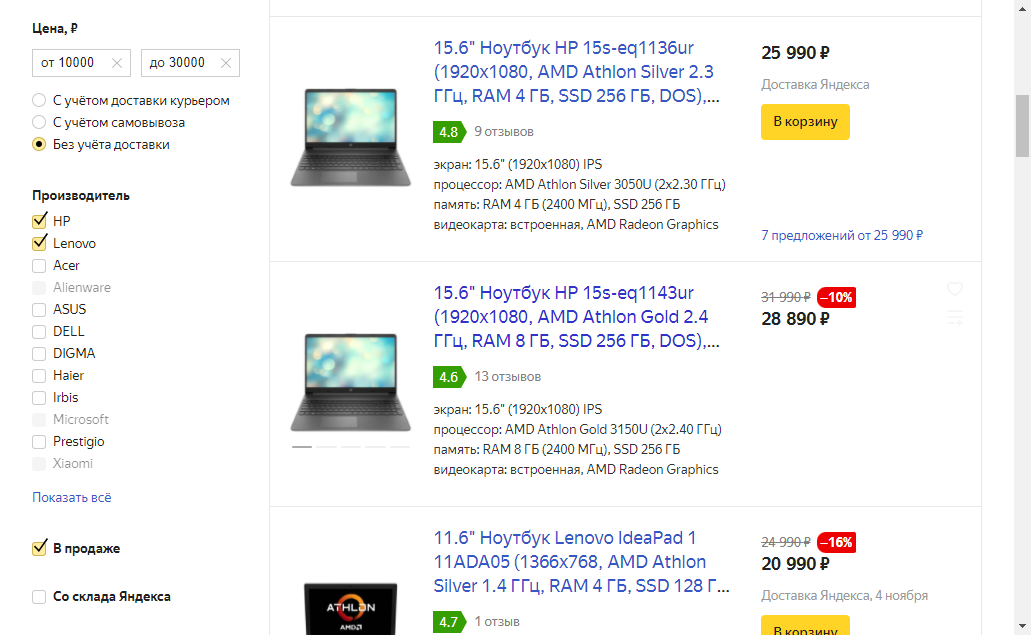 Цена, ₽
от 10000
до 30000
С учётом доставки курьером
С учётом самовывоза
Без учёта доставки
Производитель
HP
Lenovo
Acer
Alienware
ASUS
DELL
DIGMA
Haier
Irbis
Microsoft
Prestigio
Xiaomi
Показать всё
В продаже
Со склада Яндекса
15.6" Ноутбук HP 15s-eq1136ur
(1920x1080, AMD Athlon Silver 2.3
ГГц, RAM 4 ГБ, SSD 256 ГБ, DOS),...
4.8 9 отзывов
экран: 15.6" (1920x1080) IPS
процессор: AMD Athlon Silver 3050U (2x2.30 ГГц)
память: RAM 4 ГБ (2400 МГц), SSD 256 ГБ
видеокарта: встроенная, AMD Radeon Graphics
25 990 ₽
Доставка Яндекса
В корзину
7 предложений от 25 990 ₽
15.6" Ноутбук HP 15s-eq1143ur
(1920x1080, AMD Athlon Gold 2.4
ГГц, RAM 8 ГБ, SSD 256 ГБ, DOS),...
4.6 13 отзывов
экран: 15.6" (1920x1080) IPS
процессор: AMD Athlon Gold 3150U (2x2.40 ГГц)
память: RAM 8 ГБ (2400 МГц), SSD 256 ГБ
видеокарта: встроенная, AMD Radeon Graphics
31 990 ₽ –10%
28 890 ₽
11.6" Ноутбук Lenovo IdeaPad 1
11ADA05 (1366x768, AMD Athlon
Silver 1.4 ГГц, RAM 4 ГБ, SSD 128 Г...
4.7 1 отзыв
ATHLON
AMD
24 990 ₽ –16%
20 990 ₽
Доставка Яндекса, 4 ноября
В корзину